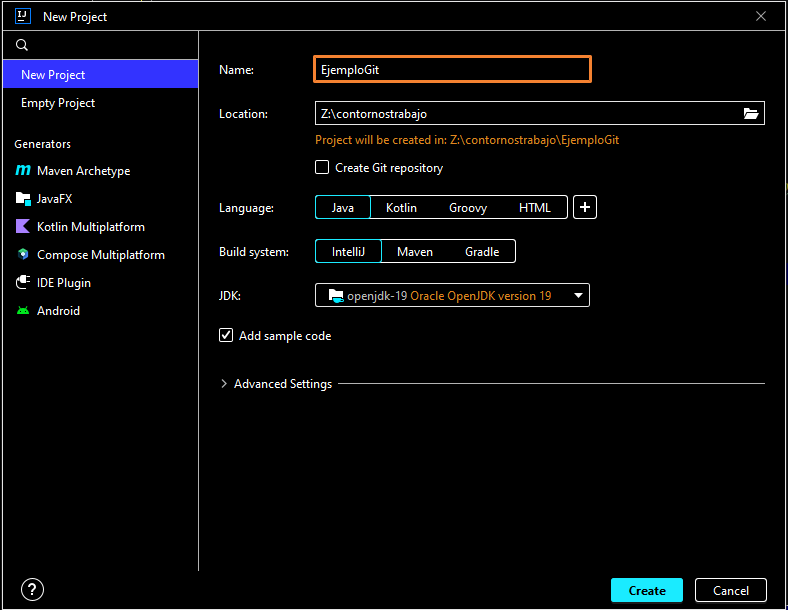 New Project
New Project
Empty Project
Generators
Maven Archetype
JavaFX
Kotlin Multiplatform
Compose Multiplatform
IDE Plugin
Android
Name: EjemploGit
Location: Z:\contornostrabajo
Project will be created in: Z:\contornostrabajo\EjemploGit
Create Git repository
Language: Java Kotlin Groovy HTML +
Build system: IntelliJ Maven Gradle
JDK: openjdk-19 Oracle OpenJDK version 19
Add sample code
Advanced Settings
? Create Cancel